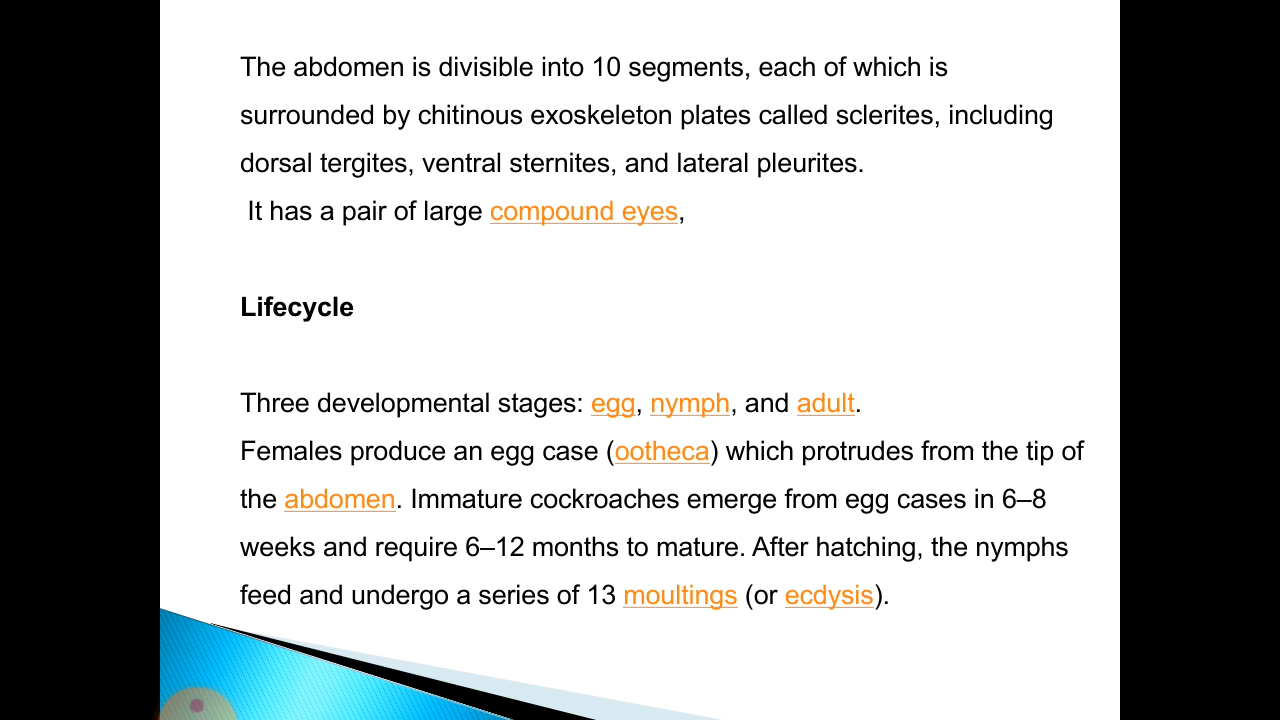 The abdomen is divisible into 10 segments, each of which is
surrounded by chitinous exoskeleton plates called sclerites, including
dorsal tergites, ventral sternites, and lateral pleurites.
It has a pair of large compound eyes,
Lifecycle
Three developmental stages: egg, nymph, and adult.
Females produce an egg case (ootheca) which protrudes from the tip of
the abdomen. Immature cockroaches emerge from egg cases in 6–8
weeks and require 6–12 months to mature. After hatching, the nymphs
feed and undergo a series of 13 moultings (or ecdysis).